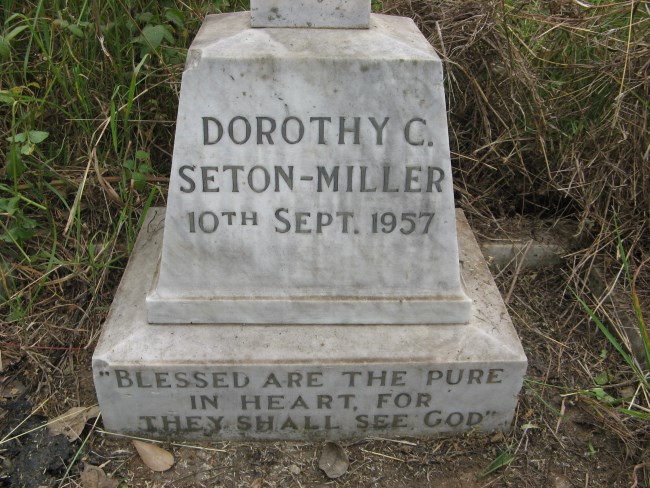 DOROTHY C.
SETON-MILLER
10TH SEPT. 1957
"BLESSED ARE THE PURE
IN HEART, FOR
THEY SHALL SEE GOD"